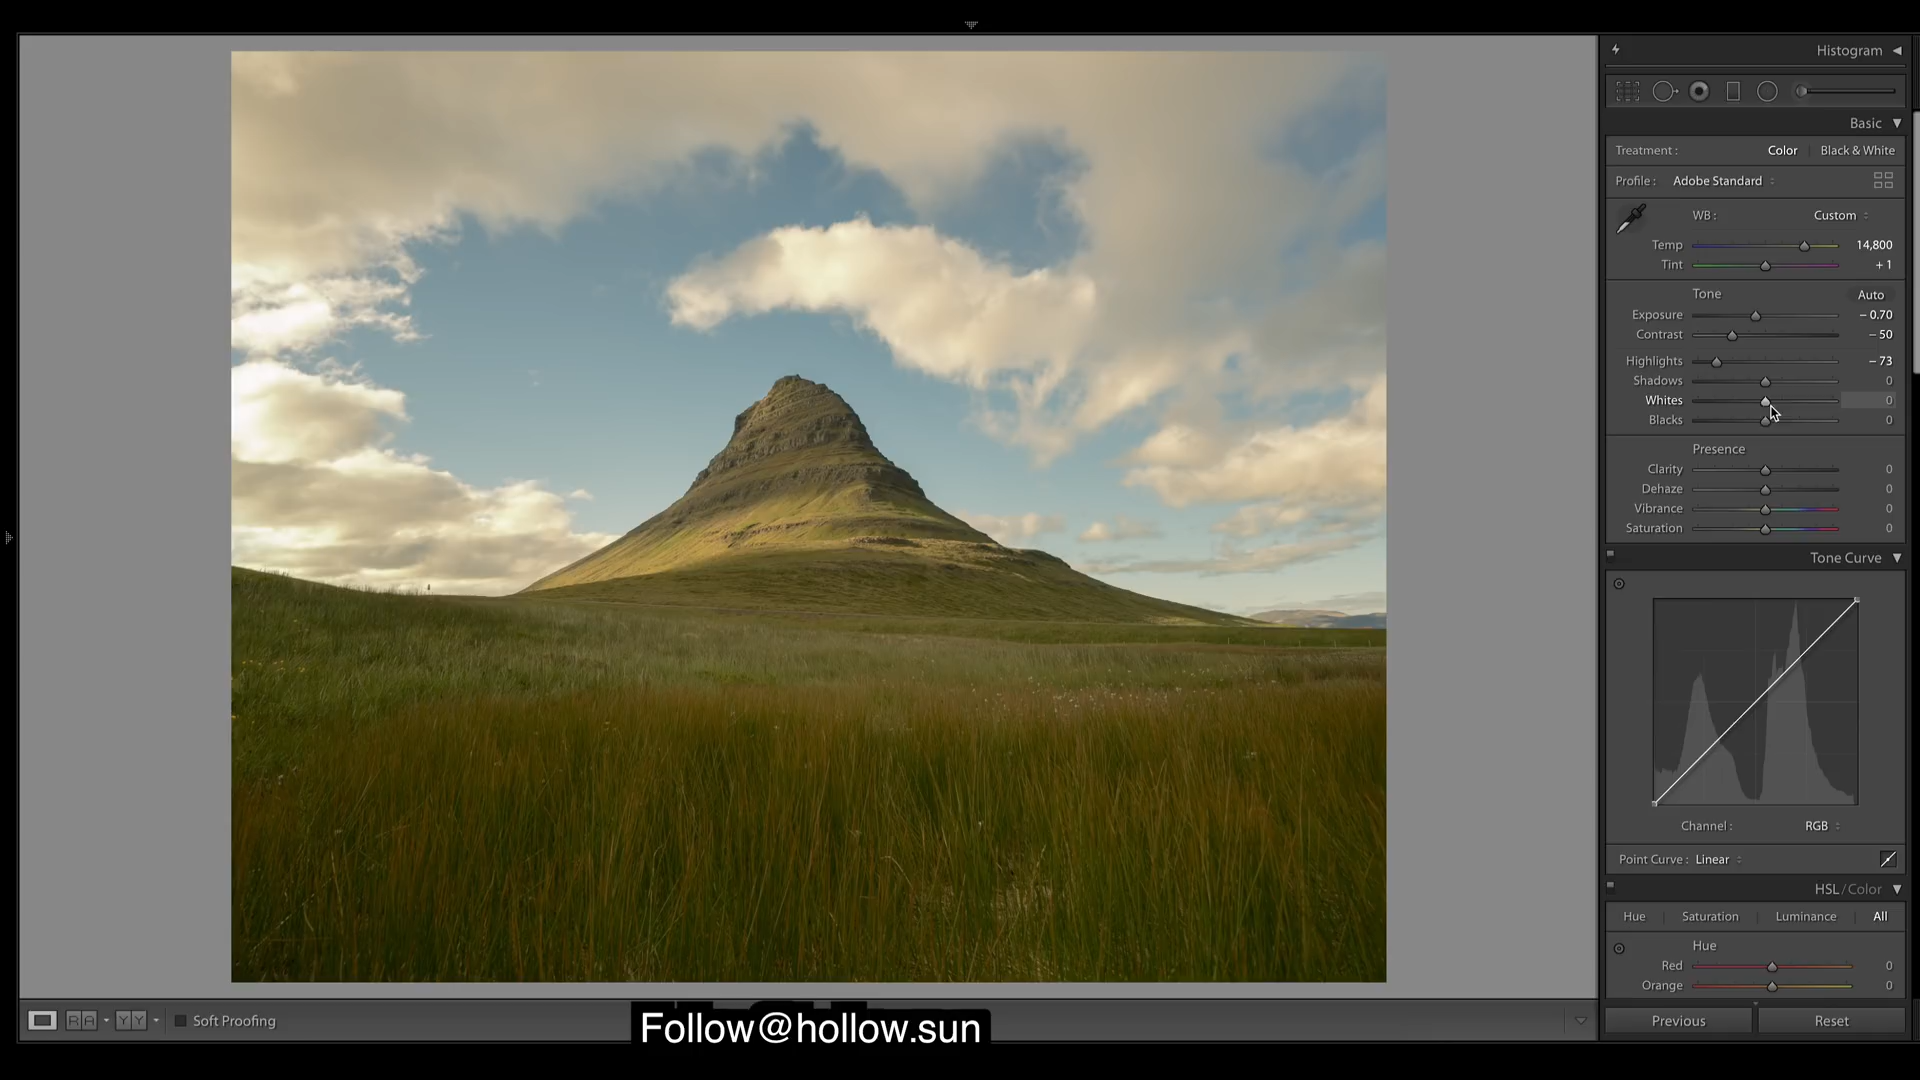 Histogram
Basic
Treatment : Color Black & White
Profile : Adobe Standard
WB : Custom
Temp 14,800
Tint + 1
Tone Auto
Exposure − 0.70
Contrast − 50
Highlights − 73
Shadows 0
Whites 0
Blacks 0
Presence
Clarity 0
Dehaze 0
Vibrance 0
Saturation 0
Tone Curve
Channel : RGB
Point Curve : Linear
HSL / Color
Hue Saturation Luminance All
Hue
Red 0
Orange 0
R A Y Y Soft Proofing
Previous Reset
Follow@hollow.sun